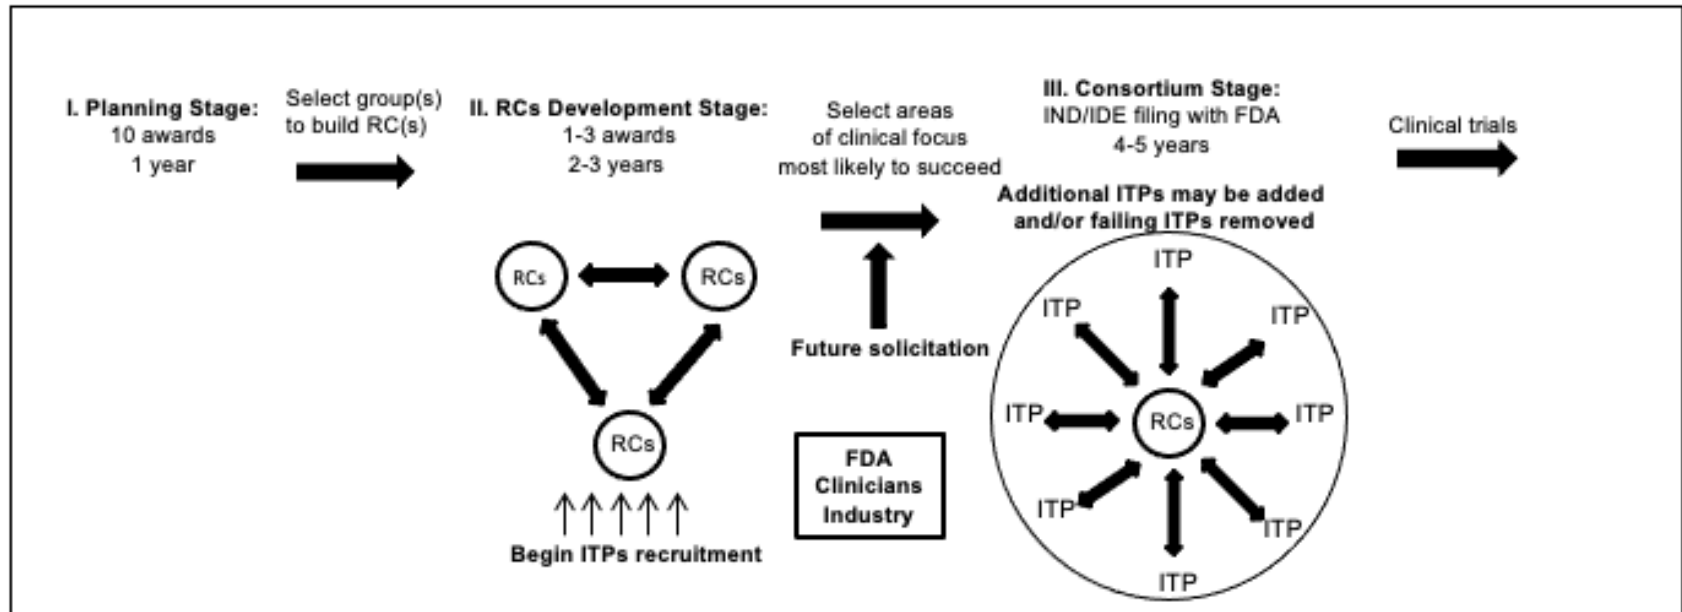 I. Planning Stage:
10 awards
1 year
Select group(s)
to build RC(s)
II. RCs Development Stage:
1-3 awards
2-3 years
RCs
RCs
RCs
Begin ITPs recruitment
Select areas
of clinical focus
most likely to succeed
Future solicitation
FDA
Clinicians
Industry
III. Consortium Stage:
IND/IDE filing with FDA
4-5 years
Additional ITPs may be added
and/or failing ITPs removed
ITP
ITP
ITP
ITP
RCs
ITP
ITP
ITP
ITP
Clinical trials